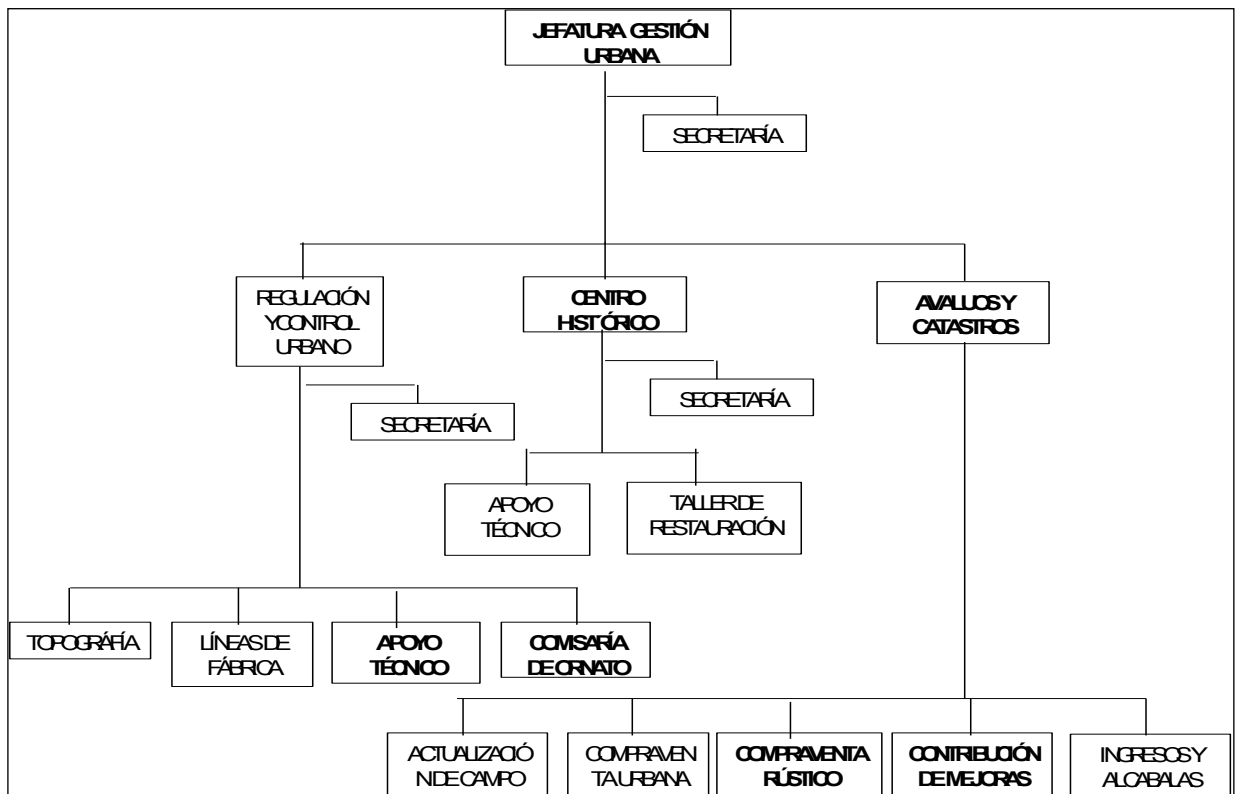 JEFATURA GESTIÓN
URBANA
SECRETARÍA
REGULACIÓN
Y CONTROL
URBANO
CENTRO
HISTÓRICO
AVALUOS Y
CATASTROS
SECRETARÍA
SECRETARÍA
APOYO
TÉCNICO
TALLER DE
RESTAURACIÓN
TOPOGRÁFÍA
LÍNEAS DE
FÁBRICA
APOYO
TÉCNICO
COMISARÍA
DE ORNATO
ACTUALIZACIÓ
N DE CAMPO
COMPRAVEN
TA URBANA
COMPRAVENTA
RÚSTICO
CONTRIBUCIÓN
DE MEJORAS
INGRESOS Y
ALCABALAS